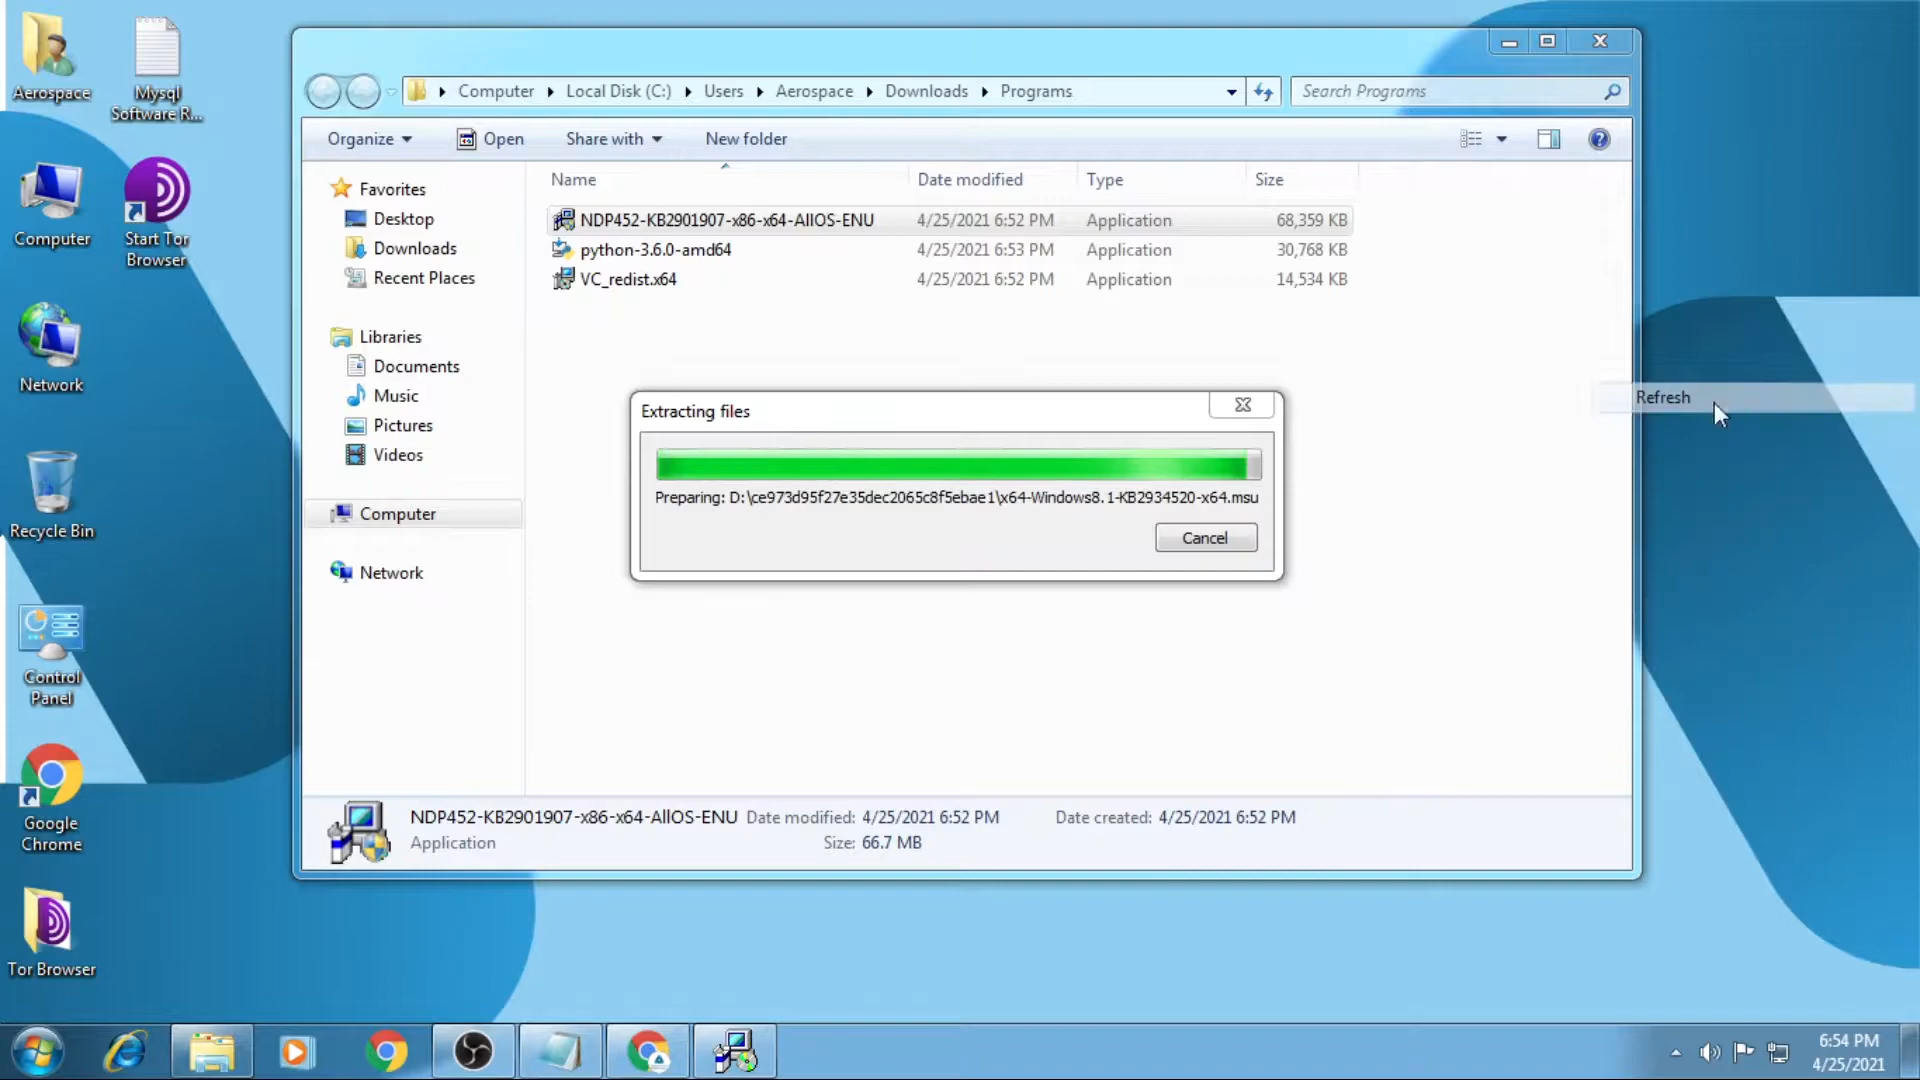 Aerospace
Mysql
Software R...
Computer
Start Tor
Browser
Network
Recycle Bin
Control
Panel
Google
Chrome
Tor Browser
Computer
Local Disk (C:)
Users
Aerospace
Downloads
Programs
Search Programs
Organize
Open
Share with
New folder
Favorites
Desktop
Downloads
Recent Places
Libraries
Documents
Music
Pictures
Videos
Computer
Network
Name Date modified Type Size
NDP452-KB2901907-x86-x64-AllOS-ENU 4/25/2021 6:52 PM Application 68,359 KB
python-3.6.0-amd64 4/25/2021 6:53 PM Application 30,768 KB
VC_redist.x64 4/25/2021 6:52 PM Application 14,534 KB
Extracting files
Preparing: D:\ce973d95f27e35dec2065c8f5ebae1\x64-Windows8.1-KB2934520-x64.msu
Cancel
Refresh
NDP452-KB2901907-x86-x64-AllOS-ENU Date modified: 4/25/2021 6:52 PM Date created: 4/25/2021 6:52 PM
Application Size: 66.7 MB
6:54 PM
4/25/2021